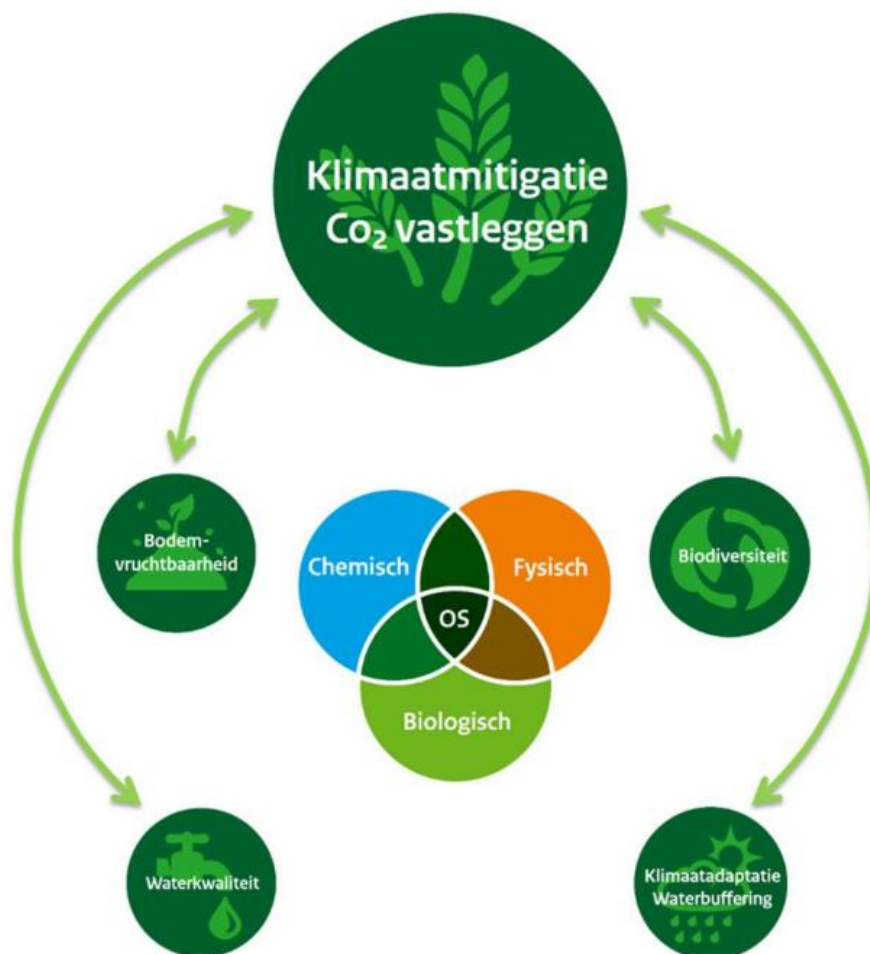 Klimaatmitigatie
Co₂ vastleggen
Bodem-
vruchtbaarheid
Chemisch
Fysisch
Biodiversiteit
OS
Biologisch
Waterkwaliteit
Klimaatadaptatie
Waterbuffering